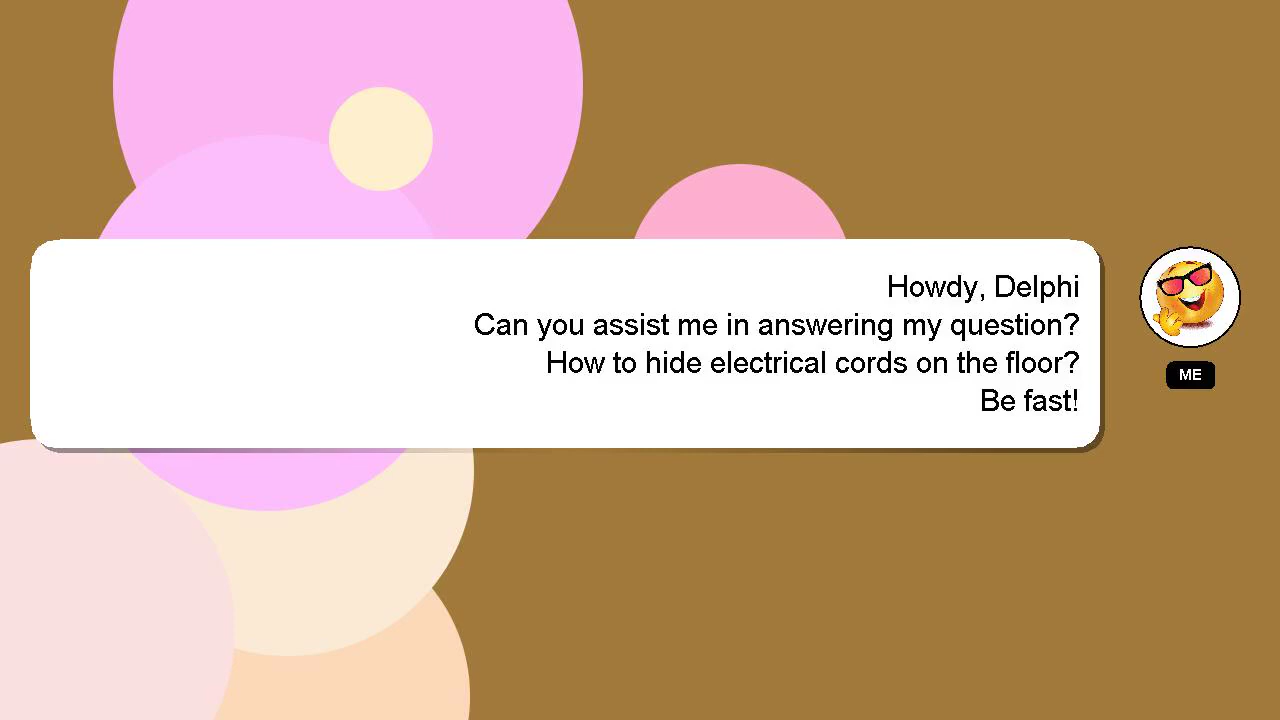 Howdy, Delphi
Can you assist me in answering my question?
How to hide electrical cords on the floor?
Be fast!
ME